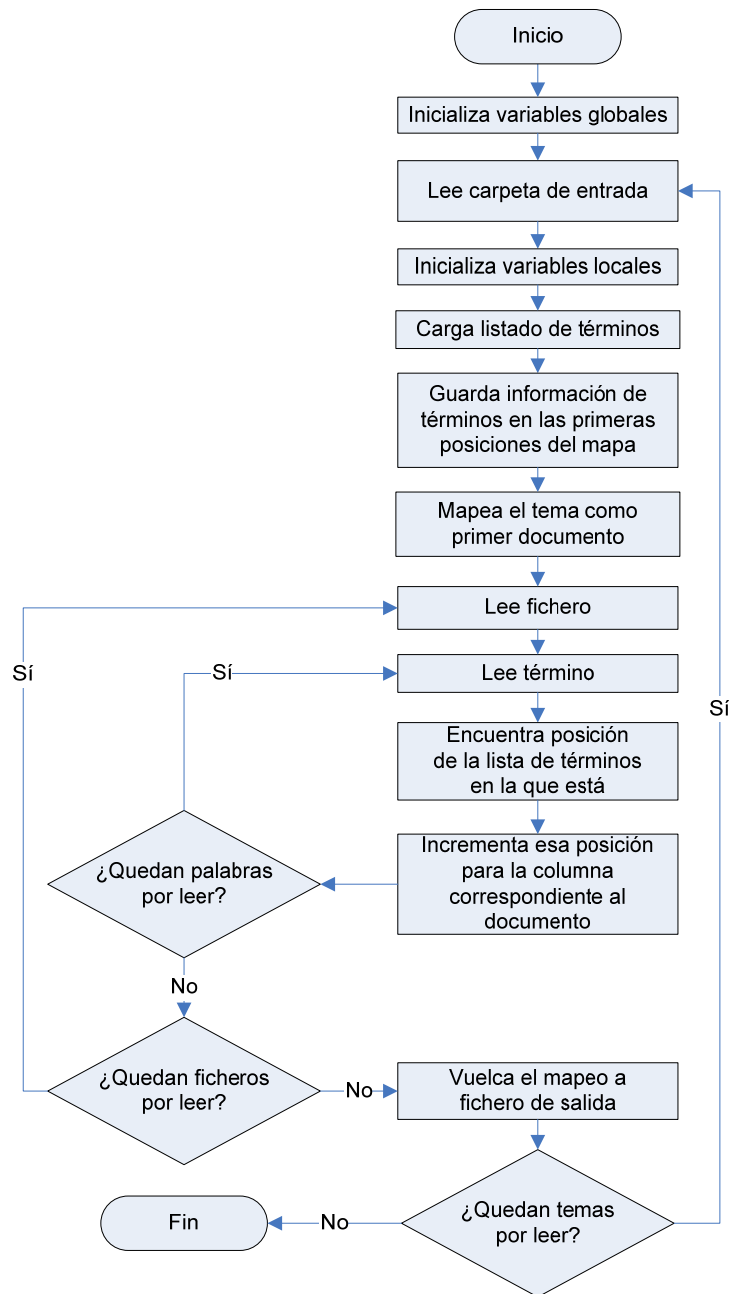 Inicio
Inicializa variables globales
Lee carpeta de entrada
Inicializa variables locales
Carga listado de términos
Guarda información de
términos en las primeras
posiciones del mapa
Mapea el tema como
primer documento
Lee fichero
Sí
Sí
Lee término
Sí
Encuentra posición
de la lista de términos
en la que está
Incrementa esa posición
para la columna
correspondiente al
documento
¿Quedan palabras
por leer?
No
¿Quedan ficheros
por leer?
No
Vuelca el mapeo a
fichero de salida
¿Quedan temas
por leer?
No
Fin